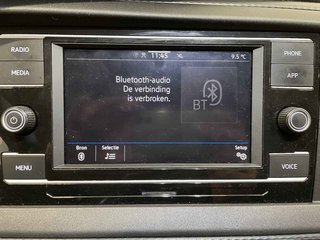 RADIO
MEDIA
MENU
11:45
9.5 °C
Bluetooth-audio
De verbinding
is verbroken.
BT
Bron
Selectie
Setup
PHONE
APP
VOICE